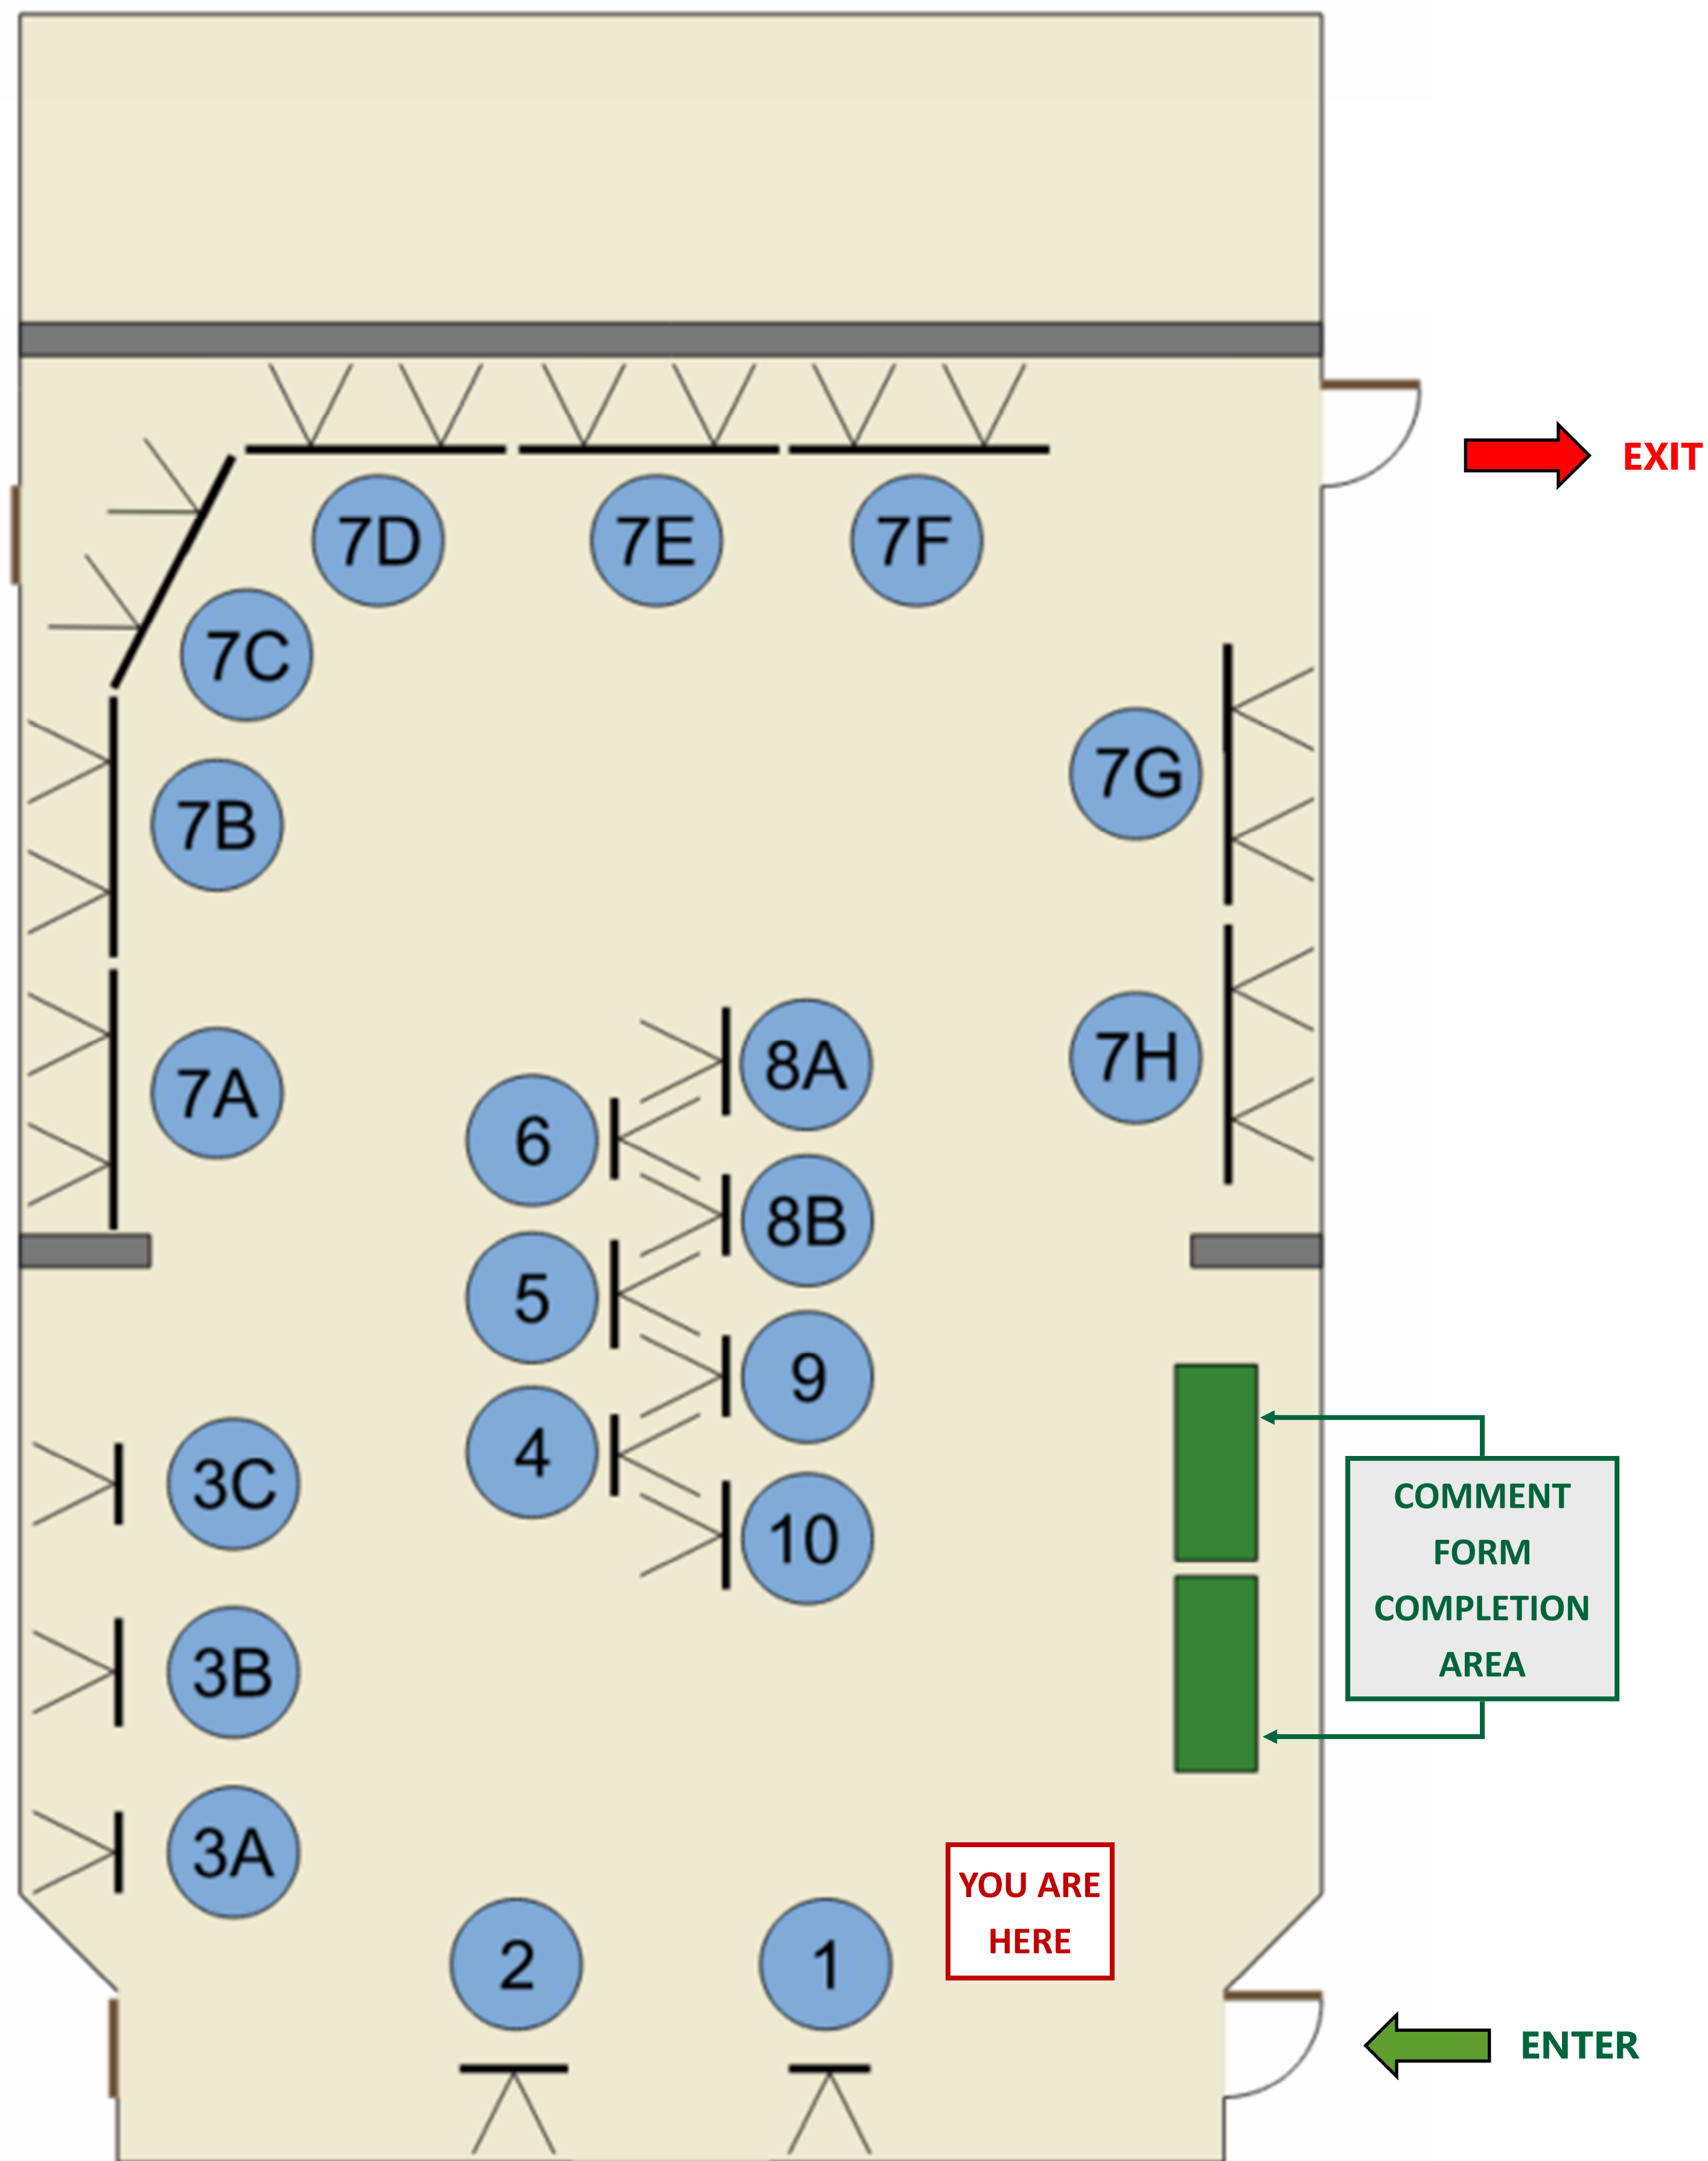 EXIT
7D
7E
7F
7C
7G
7B
7H
8A
7A
6
8B
5
9
4
3C
10
COMMENT
FORM
COMPLETION
AREA
3B
3A
YOU ARE
HERE
2
1
ENTER